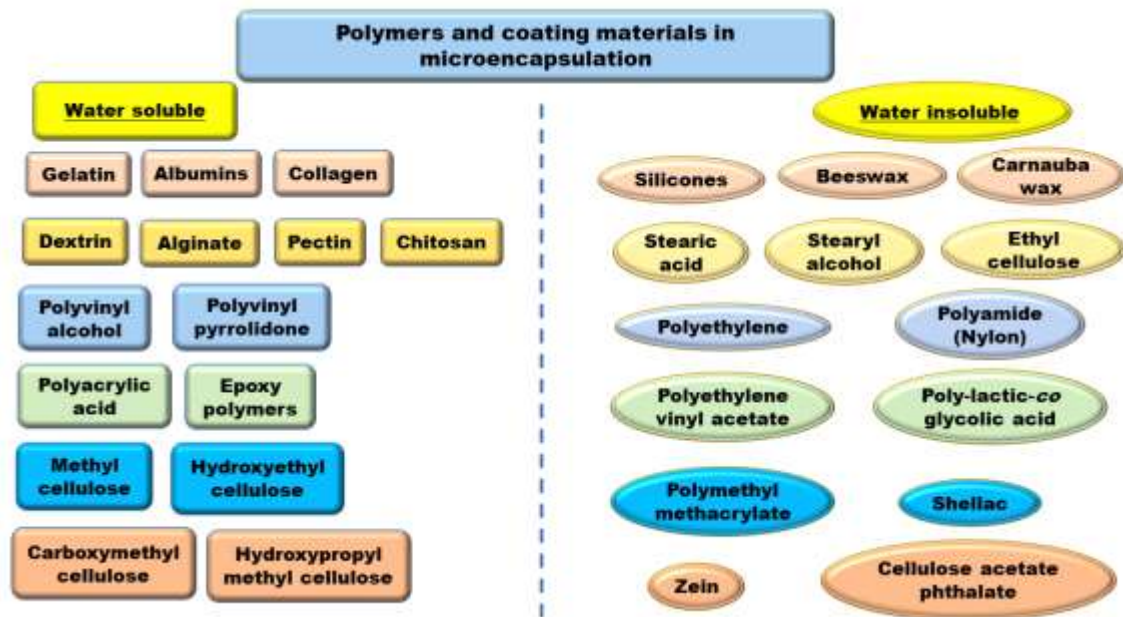 Polymers and coating materials in
microencapsulation
Water soluble
Gelatin
Albumins
Collagen
Dextrin
Alginate
Pectin
Chitosan
Polyvinyl
alcohol
Polyvinyl
pyrrolidone
Polyacrylic
acid
Epoxy
polymers
Methyl
cellulose
Hydroxyethyl
cellulose
Carboxymethyl
cellulose
Hydroxypropyl
methyl cellulose
Water insoluble
Silicones
Beeswax
Carnauba
wax
Stearic
acid
Stearyl
alcohol
Ethyl
cellulose
Polyethylene
Polyamide
(Nylon)
Polyethylene
vinyl acetate
Poly-lactic-co
glycolic acid
Polymethyl
methacrylate
Shellac
Zein
Cellulose acetate
phthalate